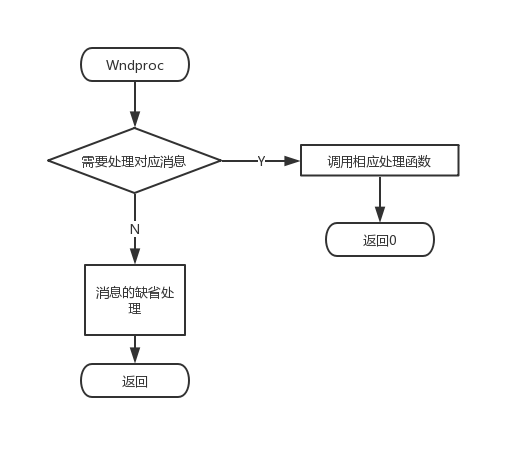 Wndproc
需要处理对应消息
Y
调用相应处理函数
返回0
N
消息的缺省处
理
返回